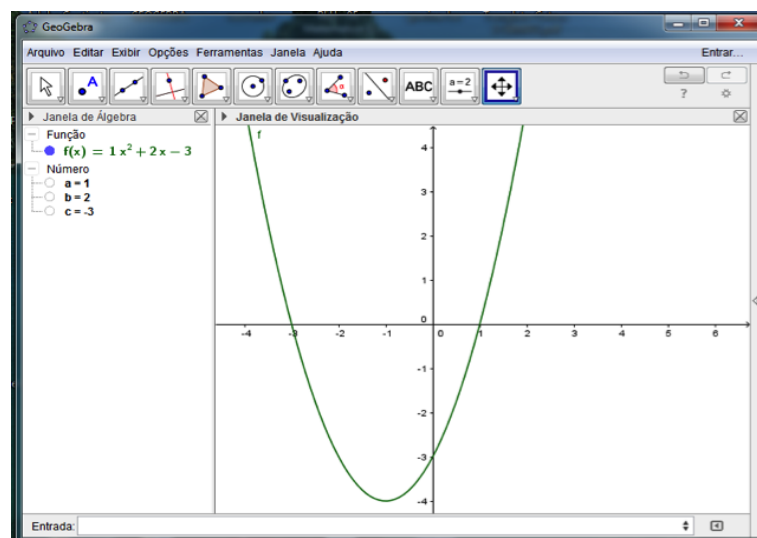 GeoGebra
Arquivo Editar Exibir Opções Ferramentas Janela Ajuda Entrar...
A α ABC a=2 ?
Janela de Álgebra Janela de Visualização
Função
f(x) = 1 x² + 2 x − 3
Número
a = 1
b = 2
c = -3
f
4
3
2
1
0
-4 -3 -2 -1 0 1 2 3 4 5 6
-1
-2
-3
-4
Entrada: